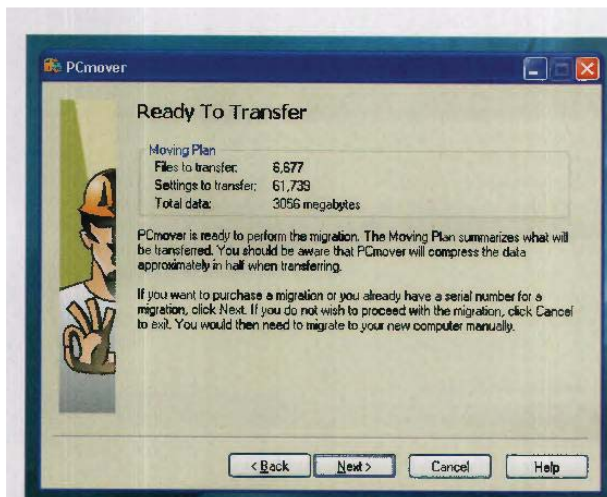 PCmover
Ready To Transfer
Moving Plan
Files to transfer: 6,677
Settings to transfer: 61,739
Total data: 3056 megabytes
PCmover is ready to perform the migration. The Moving Plan summarizes what will
be transferred. You should be aware that PCmover will compress the data
approximately in half when transferring.
If you want to purchase a migration or you already have a serial number for a
migration, click Next. If you do not wish to proceed with the migration, click Cancel
to exit. You would then need to migrate to your new computer manually.
< Back Next > Cancel Help